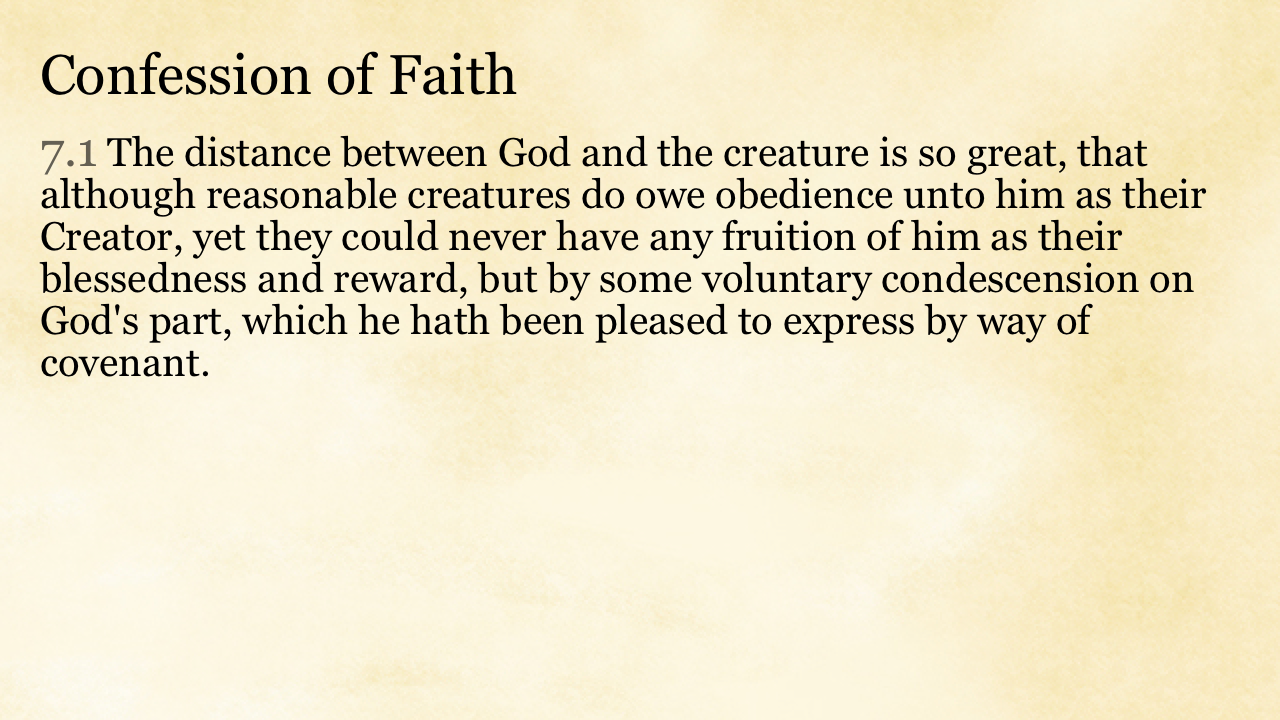 Confession of Faith
7.1 The distance between God and the creature is so great, that
although reasonable creatures do owe obedience unto him as their
Creator, yet they could never have any fruition of him as their
blessedness and reward, but by some voluntary condescension on
God's part, which he hath been pleased to express by way of
covenant.